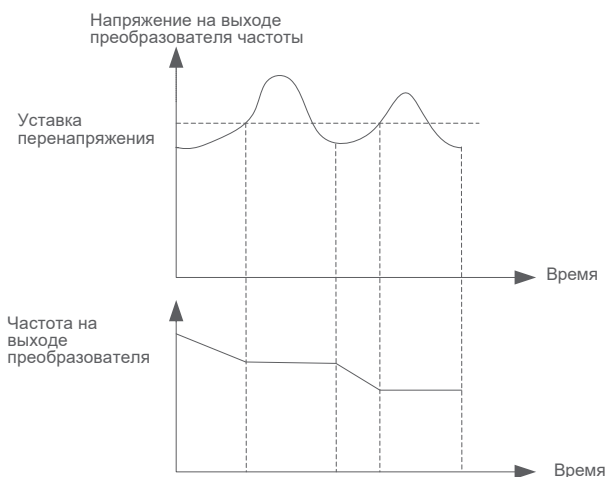 Напряжение на выходе
преобразователя частоты
Уставка
перенапряжения
Время
Частота на
выходе
преобразователя
Время